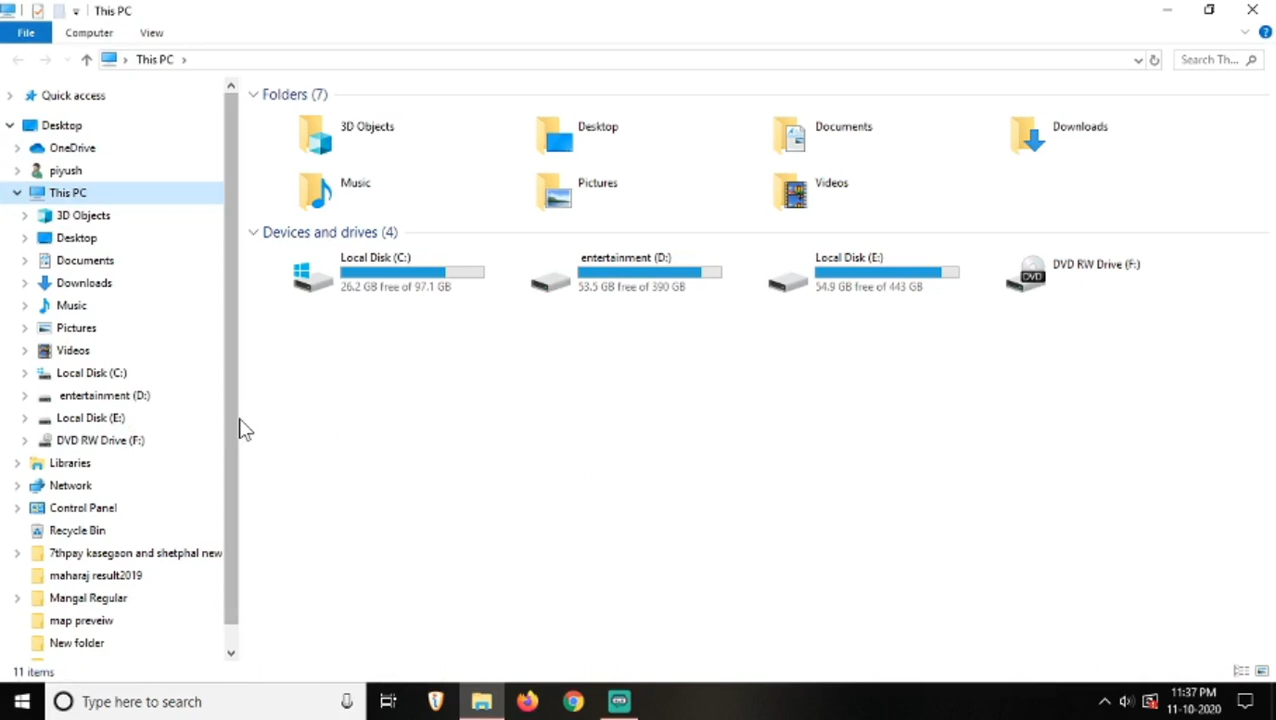 This PC
File Computer View
This PC
Search Th...
Quick access
Desktop
OneDrive
piyush
This PC
3D Objects
Desktop
Documents
Downloads
Music
Pictures
Videos
Local Disk (C:)
entertainment (D:)
Local Disk (E:)
DVD RW Drive (F:)
Libraries
Network
Control Panel
Recycle Bin
7thpay kasegaon and shetphal new
maharaj result2019
Mangal Regular
map preveiw
New folder
Folders (7)
3D Objects
Desktop
Documents
Downloads
Music
Pictures
Videos
Devices and drives (4)
Local Disk (C:)
26.2 GB free of 97.1 GB
entertainment (D:)
53.5 GB free of 390 GB
Local Disk (E:)
54.9 GB free of 443 GB
DVD RW Drive (F:)
DVD
11 items
Type here to search
11:37 PM
11-10-2020